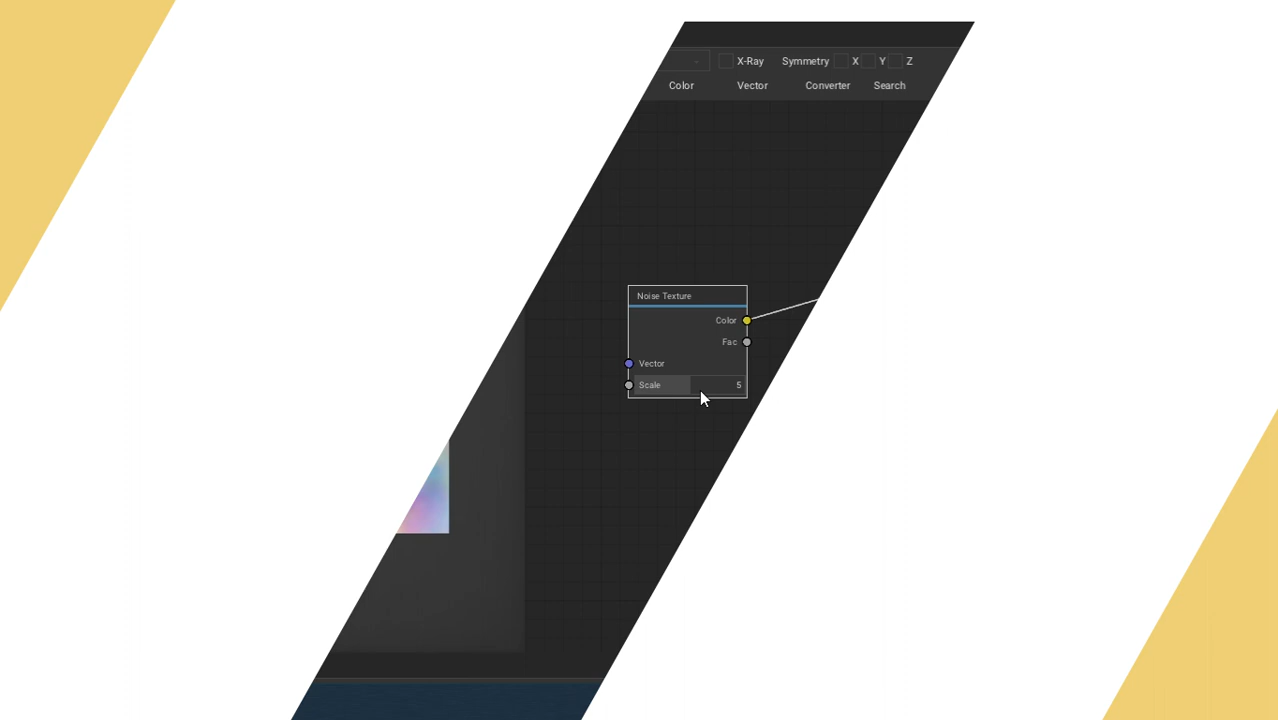 X-Ray Symmetry X Y Z
Color Vector Converter Search
Noise Texture
Color
Fac
Vector
Scale 5